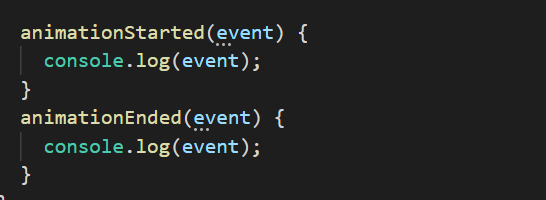 animationStarted(event) {
  console.log(event);
}
animationEnded(event) {
  console.log(event);
}